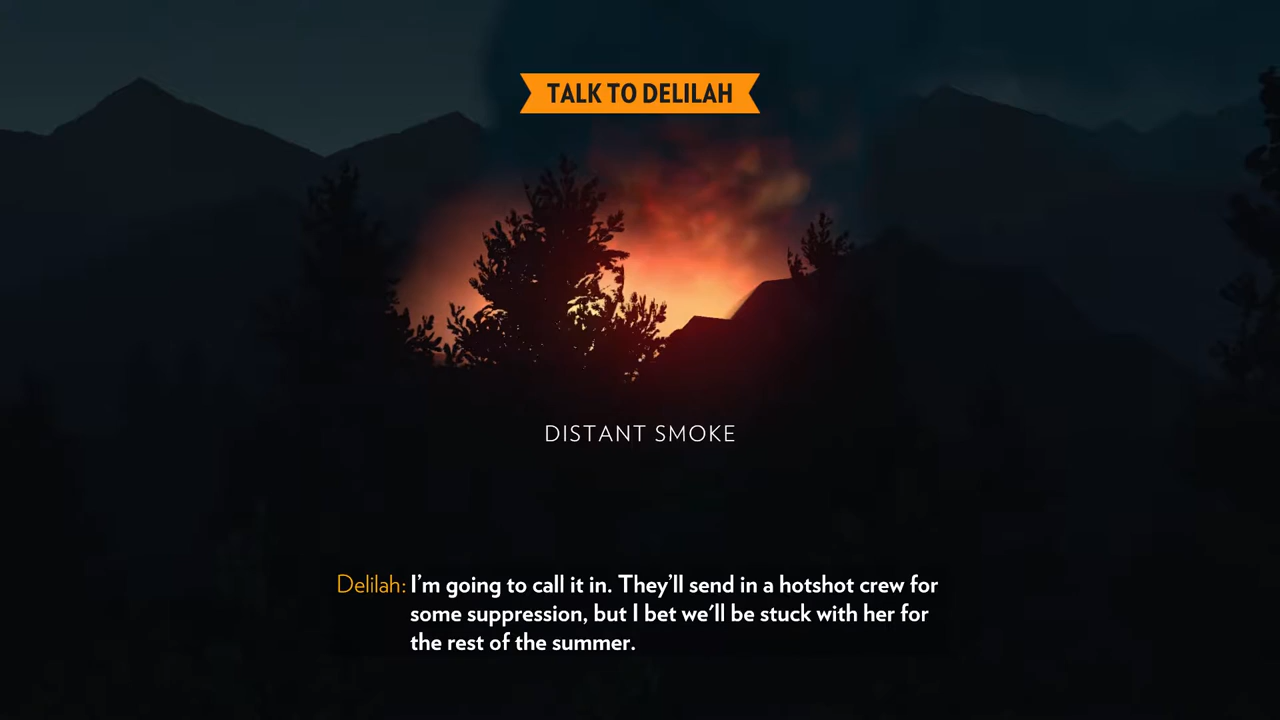 TALK TO DELILAH
DISTANT SMOKE
Delilah: I'm going to call it in. They'll send in a hotshot crew for
some suppression, but I bet we'll be stuck with her for
the rest of the summer.